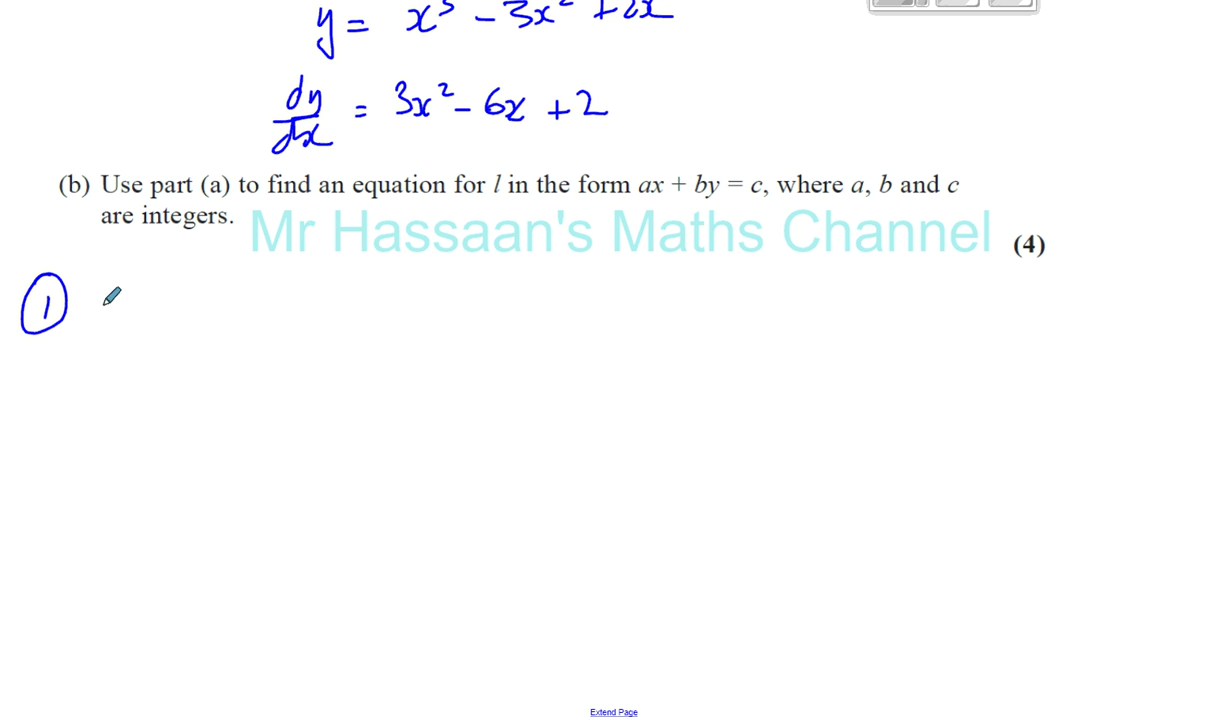 y = x³ - 3x² + 2x
dy/dx = 3x² - 6x + 2
(b) Use part (a) to find an equation for l in the form ax + by = c, where a, b and c
are integers.
Mr Hassaan's Maths Channel
(4)
1
Extend Page